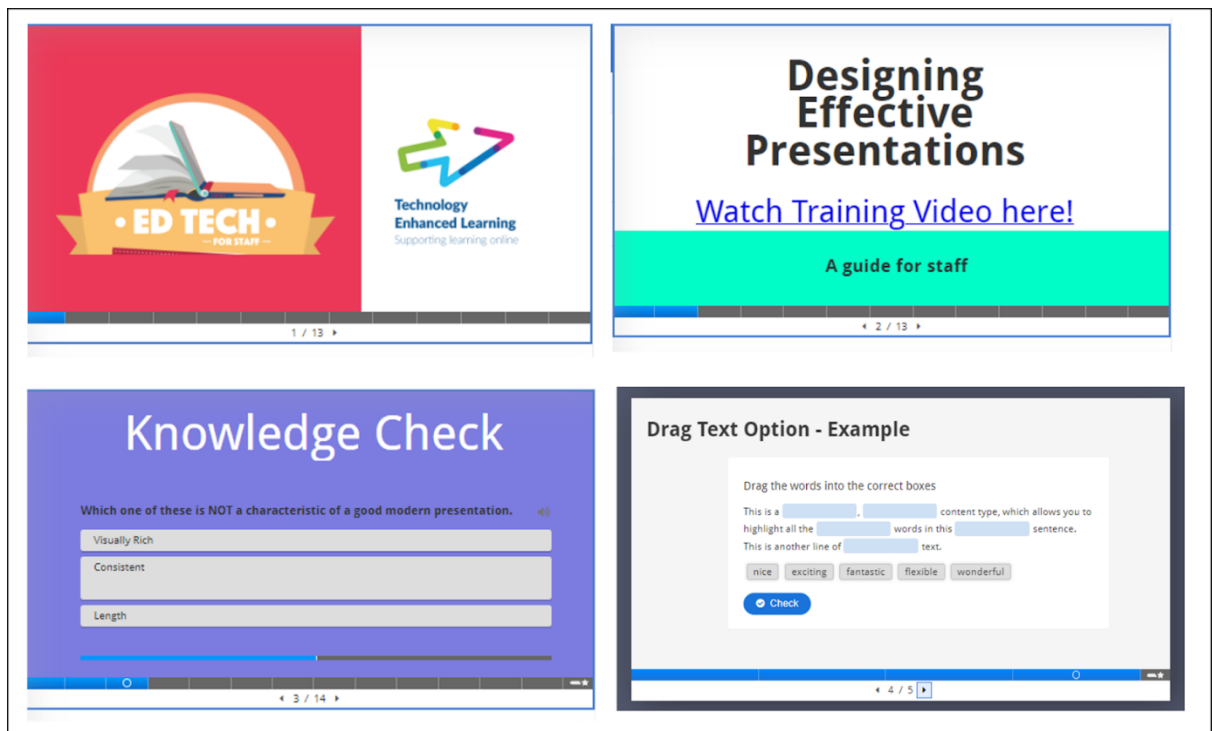 • ED TECH •
— FOR STAFF —
Technology
Enhanced Learning
Supporting learning online
1 / 13
Designing
Effective
Presentations
Watch Training Video here!
A guide for staff
2 / 13
Knowledge Check
Which one of these is NOT a characteristic of a good modern presentation.
Visually Rich
Consistent
Length
3 / 14
Drag Text Option - Example
Drag the words into the correct boxes
This is a , content type, which allows you to
highlight all the words in this sentence.
This is another line of text.
nice exciting fantastic flexible wonderful
Check
4 / 5